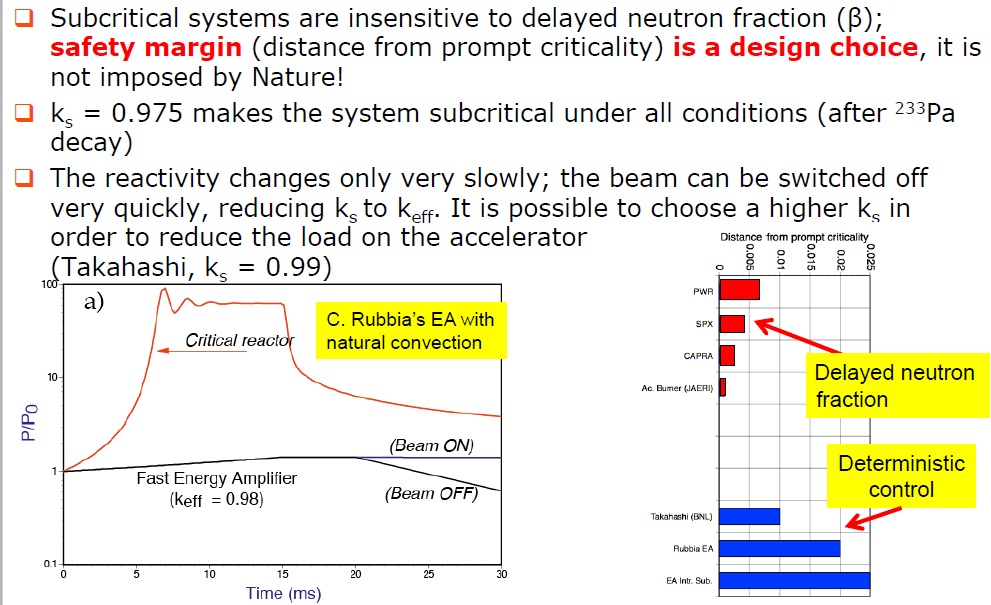 Subcritical systems are insensitive to delayed neutron fraction (β);
safety margin (distance from prompt criticality) is a design choice, it is
not imposed by Nature!
ks = 0.975 makes the system subcritical under all conditions (after 233Pa
decay)
The reactivity changes only very slowly; the beam can be switched off
very quickly, reducing ks to keff. It is possible to choose a higher ks in
order to reduce the load on the accelerator
(Takahashi, ks = 0.99)
a)
C. Rubbia's EA with
natural convection
Critical reactor
(Beam ON)
Fast Energy Amplifier
(keff = 0.98)
(Beam OFF)
P/P0
100
10
1
0.1
0 5 10 15 20 25 30
Time (ms)
Distance from prompt criticality
0 0.005 0.01 0.015 0.02 0.025
PWR
SPX
CAPRA
Ac. Burner (JAERI)
Delayed neutron
fraction
Deterministic
control
Takahashi (BNL)
Rubbia EA
EA Intr. Sub.